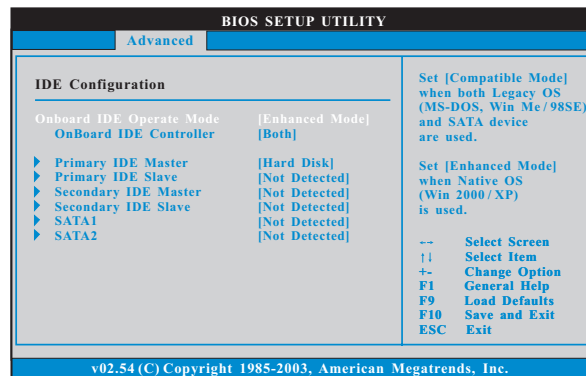 BIOS SETUP UTILITY
Advanced
IDE Configuration
Onboard IDE Operate Mode [Enhanced Mode]
OnBoard IDE Controller [Both]
Primary IDE Master [Hard Disk]
Primary IDE Slave [Not Detected]
Secondary IDE Master [Not Detected]
Secondary IDE Slave [Not Detected]
SATA1 [Not Detected]
SATA2 [Not Detected]
Set [Compatible Mode]
when both Legacy OS
(MS-DOS, Win Me / 98SE)
and SATA device
are used.
Set [Enhanced Mode]
when Native OS
(Win 2000 / XP)
is used.
←→ Select Screen
↑↓ Select Item
+- Change Option
F1 General Help
F9 Load Defaults
F10 Save and Exit
ESC Exit
v02.54 (C) Copyright 1985-2003, American Megatrends, Inc.